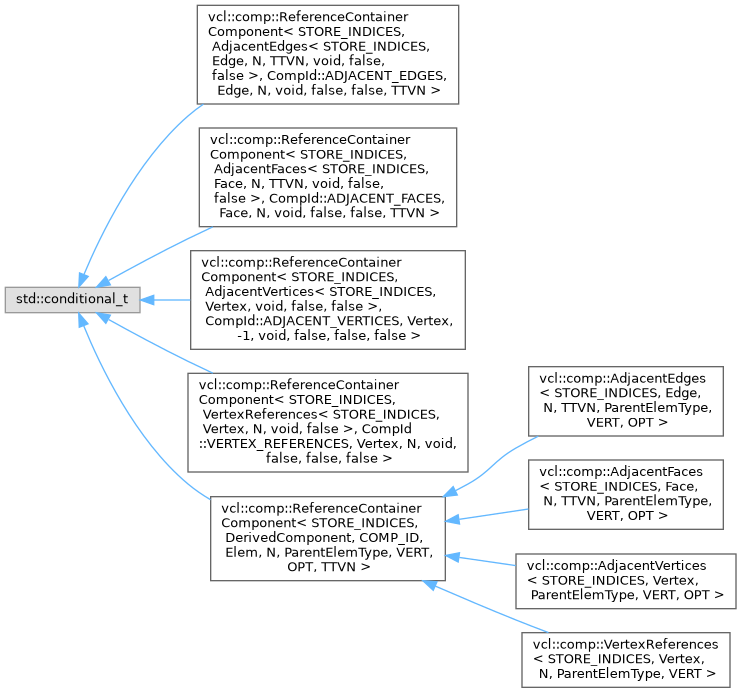 vcl::comp::ReferenceContainer
Component< STORE_INDICES,
AdjacentEdges< STORE_INDICES,
Edge, N, TTVN, void, false,
false >, CompId::ADJACENT_EDGES,
Edge, N, void, false, false, TTVN >
vcl::comp::ReferenceContainer
Component< STORE_INDICES,
AdjacentFaces< STORE_INDICES,
Face, N, TTVN, void, false,
false >, CompId::ADJACENT_FACES,
Face, N, void, false, false, TTVN >
vcl::comp::ReferenceContainer
Component< STORE_INDICES,
AdjacentVertices< STORE_INDICES,
Vertex, void, false, false >,
CompId::ADJACENT_VERTICES, Vertex,
-1, void, false, false, false >
std::conditional_t
vcl::comp::ReferenceContainer
Component< STORE_INDICES,
VertexReferences< STORE_INDICES,
Vertex, N, void, false >, CompId
::VERTEX_REFERENCES, Vertex, N, void,
false, false, false >
vcl::comp::ReferenceContainer
Component< STORE_INDICES,
DerivedComponent, COMP_ID,
Elem, N, ParentElemType, VERT,
OPT, TTVN >
vcl::comp::AdjacentEdges
< STORE_INDICES, Edge,
N, TTVN, ParentElemType,
VERT, OPT >
vcl::comp::AdjacentFaces
< STORE_INDICES, Face,
N, TTVN, ParentElemType,
VERT, OPT >
vcl::comp::AdjacentVertices
< STORE_INDICES, Vertex,
ParentElemType, VERT, OPT >
vcl::comp::VertexReferences
< STORE_INDICES, Vertex,
N, ParentElemType, VERT >